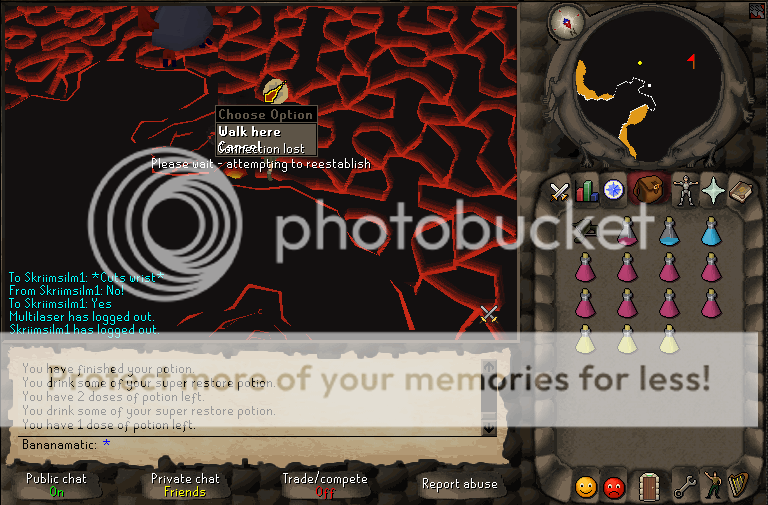 Choose Option
Walk here
Cancel
Connection lost
Please wait - attempting to reestablish
photobucket
To Skriimsilm1: *Cuts wrist*
From Skriimsilm1: No!
To Skriimsilm1: Yes
Multilaser has logged out.
Skriimsilm1 has logged out.
You have finished your potion.
You drink some of your super restore potion.
You have 2 doses of potion left.
You drink some of your super restore potion.
You have 1 dose of potion left.
Protect more of your memories for less!
Bananamatic: *
Public chat
On
Private chat
Friends
Trade/compete
Off
Report abuse